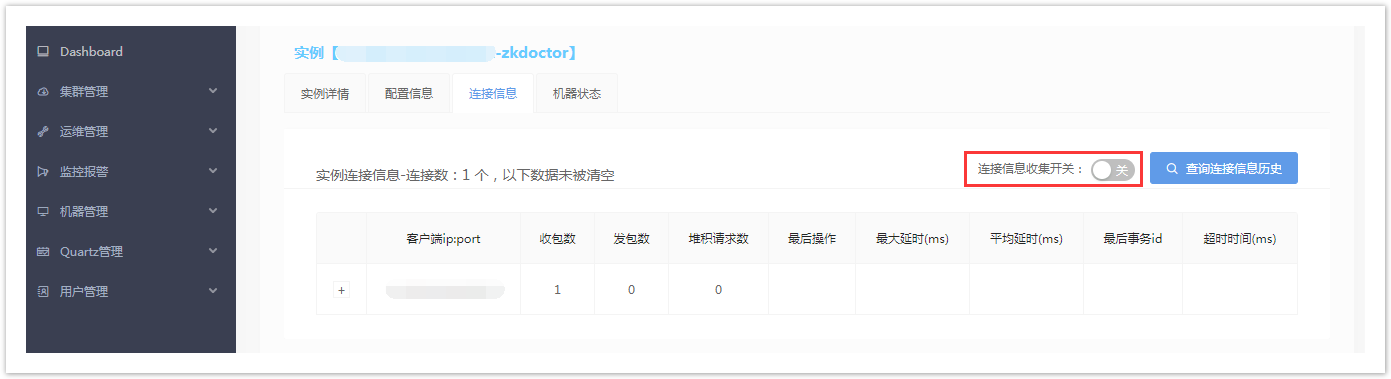 Dashboard
集群管理
运维管理
监控报警
机器管理
Quartz管理
用户管理
实例【-zkdoctor】
实例详情 配置信息 连接信息 机器状态
实例连接信息-连接数：1 个，以下数据未被清空
连接信息收集开关： 关 查询连接信息历史
客户端ip:port 收包数 发包数 堆积请求数 最后操作 最大延时(ms) 平均延时(ms) 最后事务id 超时时间(ms)
+ 1 0 0